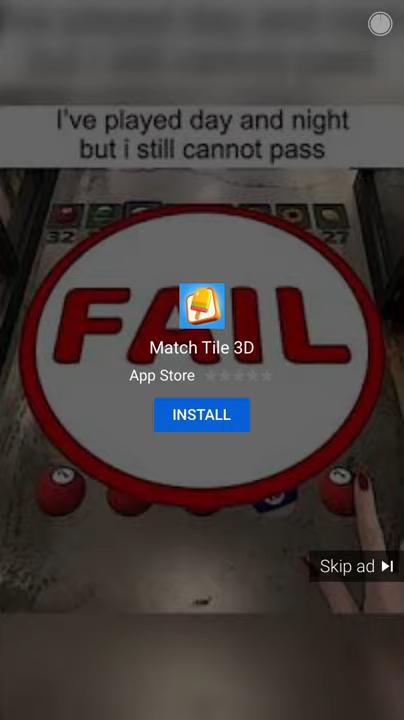 I've played day and night
but i still cannot pass
32
27
FAIL
Match Tile 3D
App Store
INSTALL
Skip ad